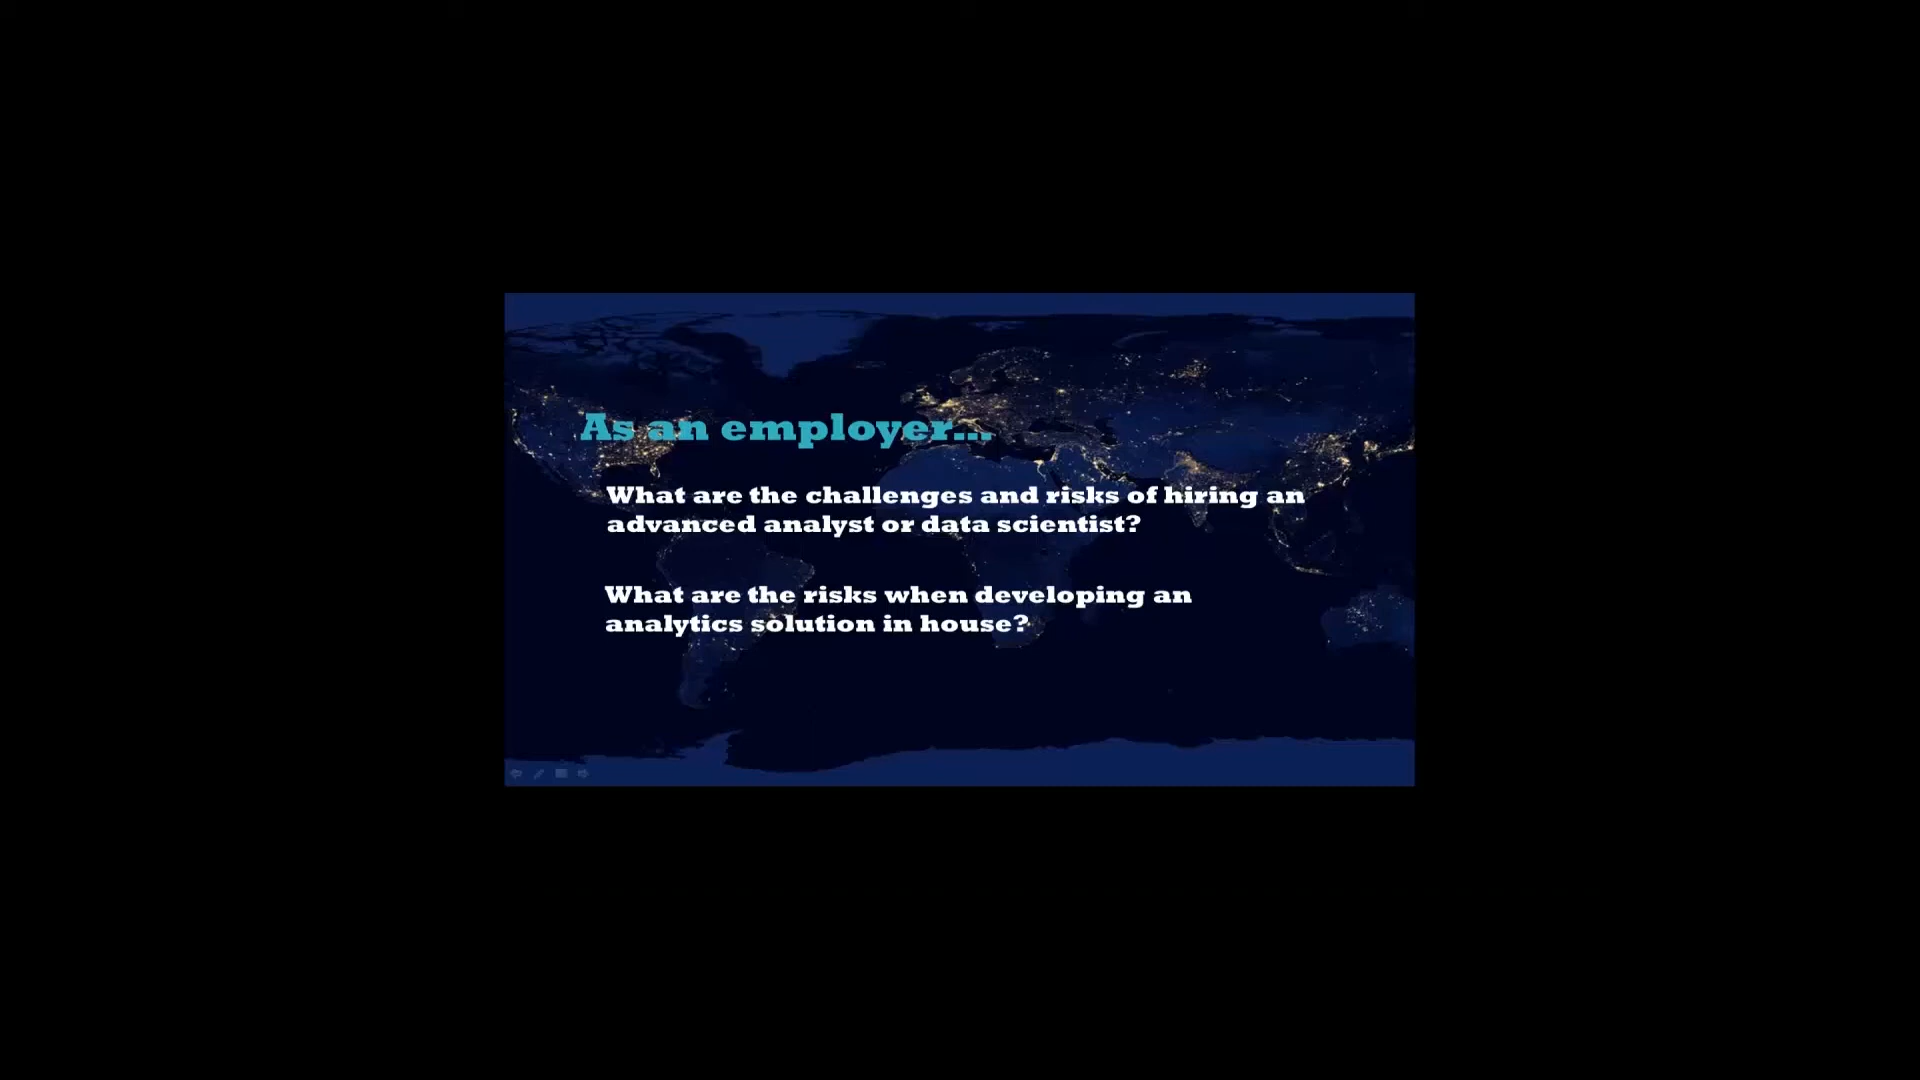 As an employer...
What are the challenges and risks of hiring an
advanced analyst or data scientist?
What are the risks when developing an
analytics solution in house?